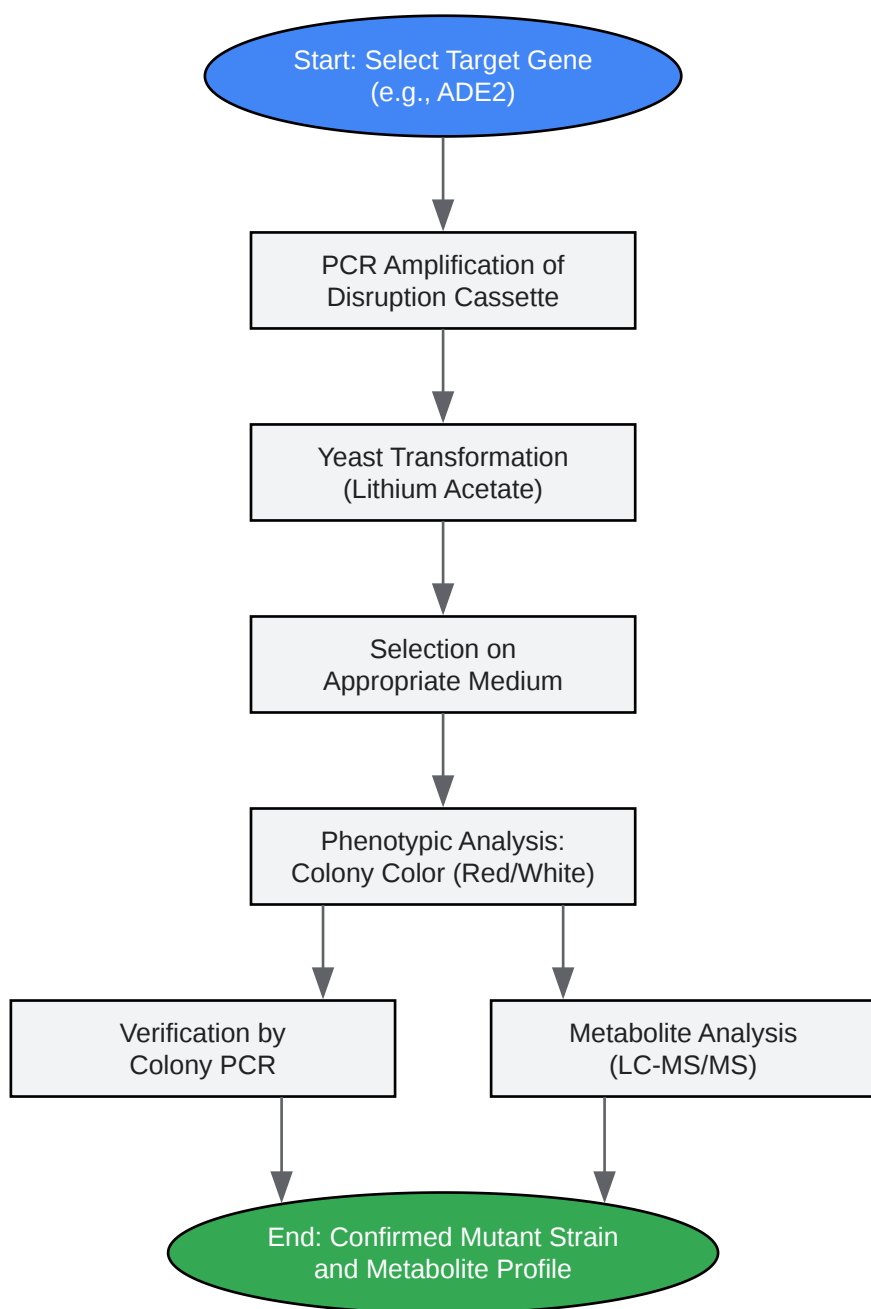 Start: Select Target Gene
(e.g., ADE2)
PCR Amplification of
Disruption Cassette
Yeast Transformation
(Lithium Acetate)
Selection on
Appropriate Medium
Phenotypic Analysis:
Colony Color (Red/White)
Verification by
Colony PCR
Metabolite Analysis
(LC-MS/MS)
End: Confirmed Mutant Strain
and Metabolite Profile